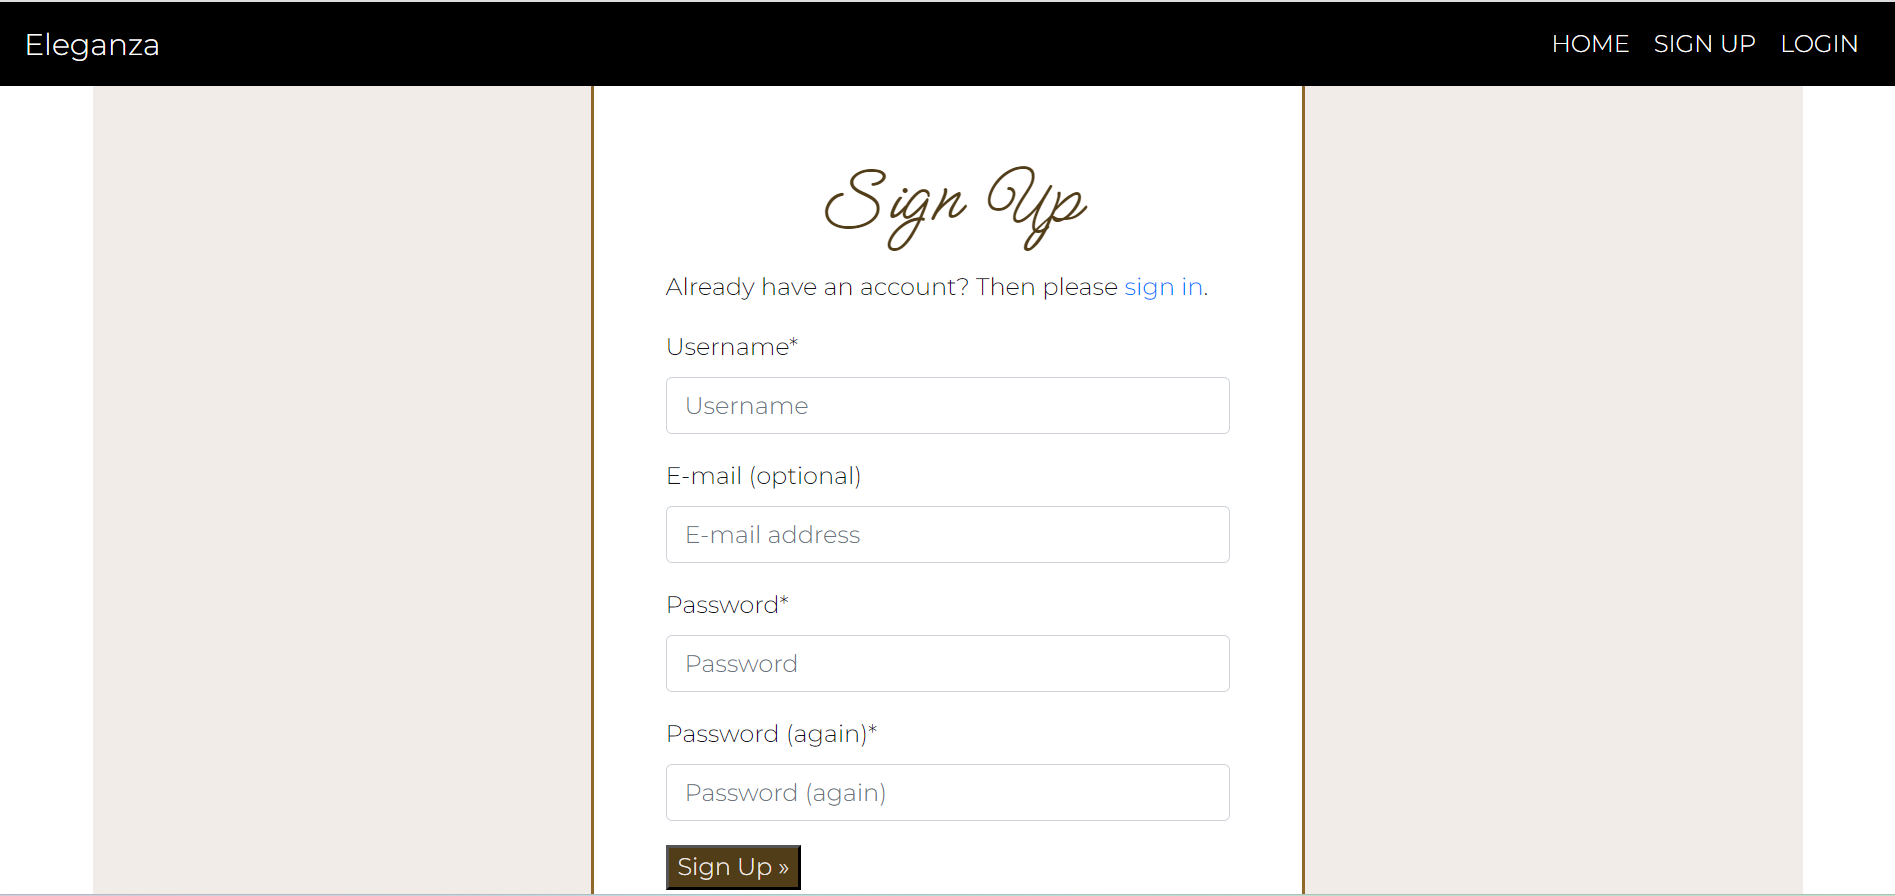 Eleganza HOME SIGN UP LOGIN
Sign Up
Already have an account? Then please sign in.
Username*
Username
E-mail (optional)
E-mail address
Password*
Password
Password (again)*
Password (again)
Sign Up »